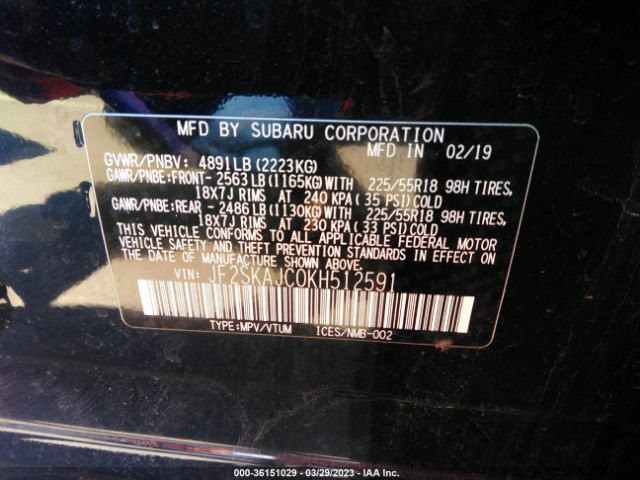 MFD BY SUBARU CORPORATION
MFD IN 02/19
GVWR/PNBV: 4891LB(2223KG)
GAWR/PNBE:FRONT-2563LB(1165KG)WITH 225/55R18 98H TIRES,
18X7J RIMS AT 240 KPA(35 PSI)COLD
GAWR/PNBE:REAR -2486LB(1130KG)WITH 225/55R18 98H TIRES,
18X7J RIMS AT 230 KPA(33 PSI)COLD
THIS VEHICLE CONFORMS TO ALL APPLICABLE FEDERAL MOTOR
VEHICLE SAFETY AND THEFT PREVENTION STANDARDS IN EFFECT
ON THE DATE OF MANUFACTURE SHOWN ABOVE.
VIN: JF2SKAJC0KH512591
TYPE:MPV/VTUM ICES/NMB-002
000-36151029 - 03/29/2023 - IAA Inc.